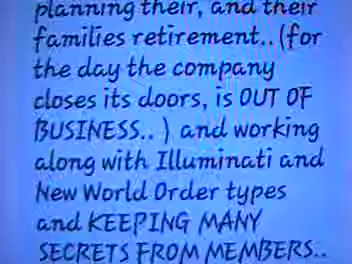 planning their, and their
families retirement.. (for
the day the company
closes its doors, is OUT OF
BUSINESS.. ) and working
along with Illuminati and
New World Order types
and KEEPING MANY
SECRETS FROM MEMBERS..